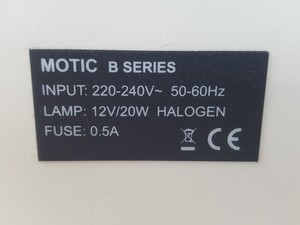 MOTIC B SERIES
INPUT: 220-240V~ 50-60Hz
LAMP: 12V/20W HALOGEN
FUSE: 0.5A CE